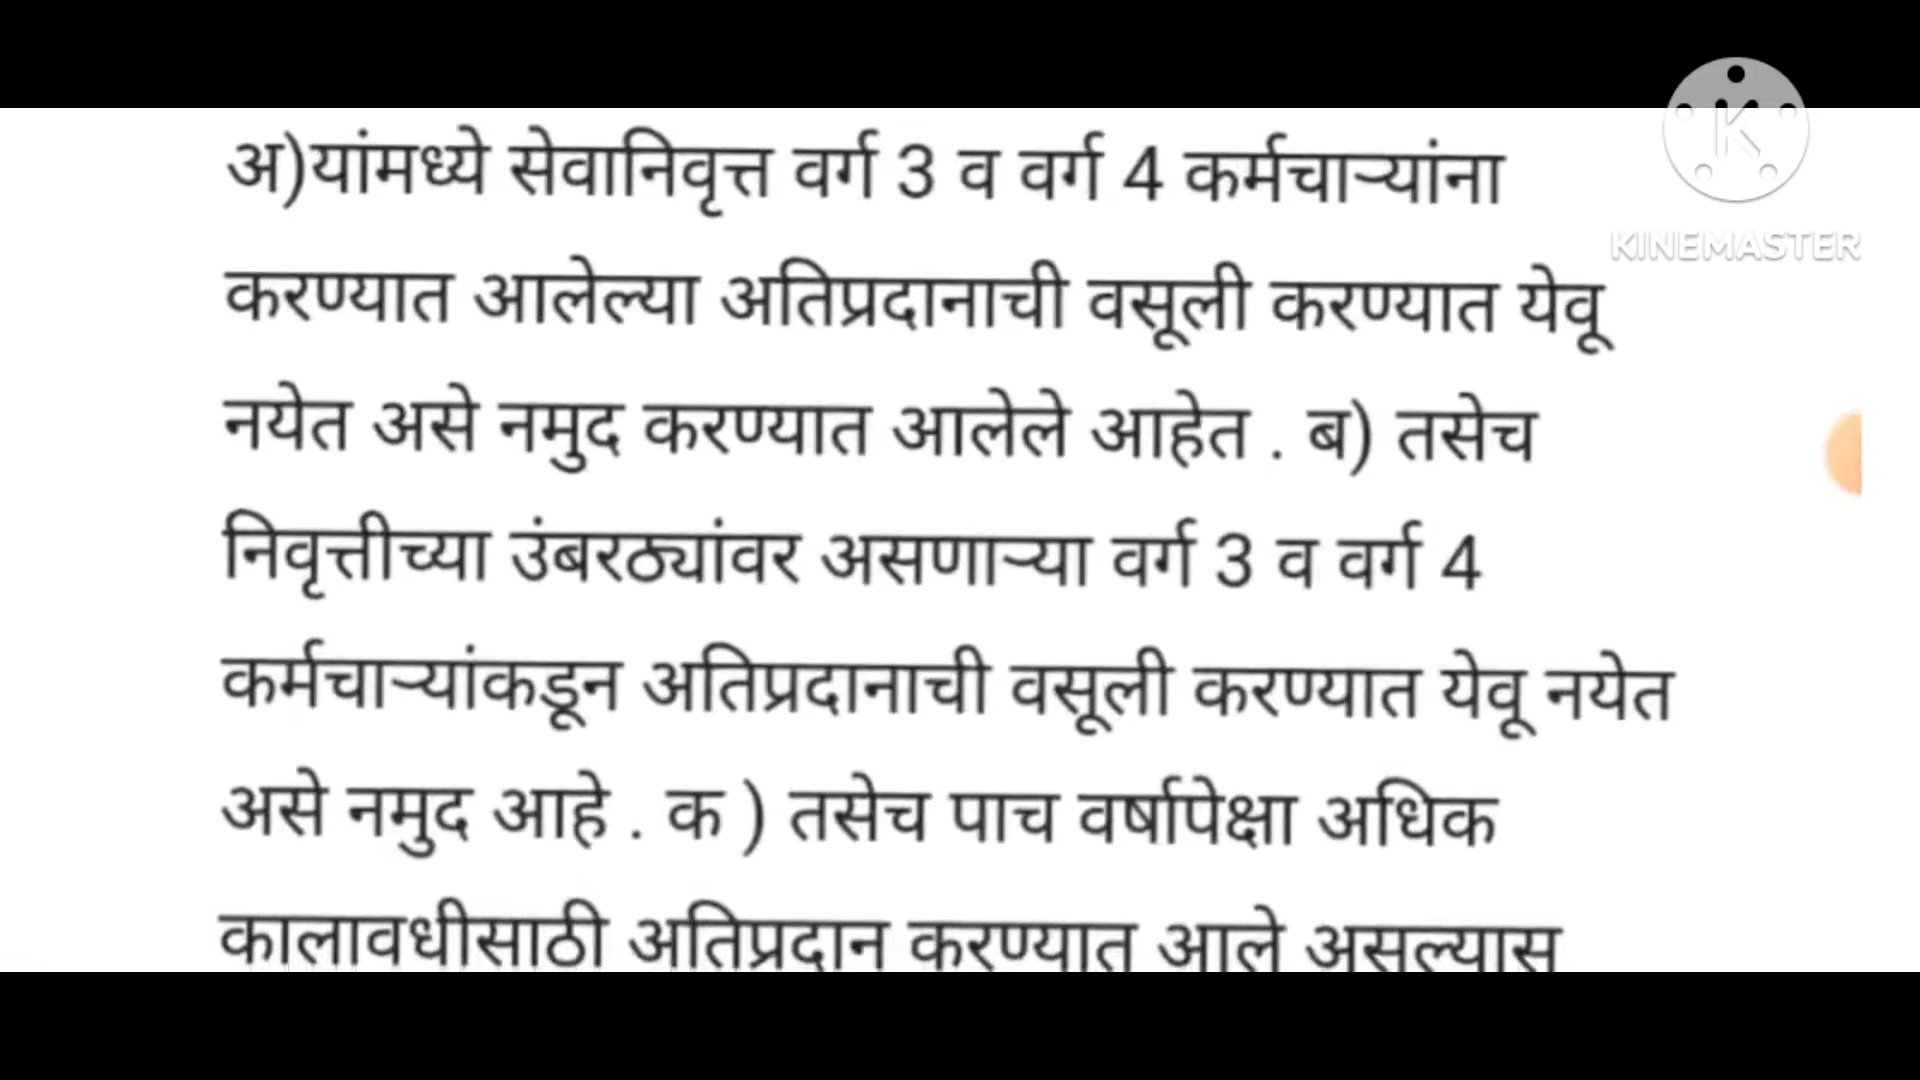 अ)यांमध्ये सेवानिवृत्त वर्ग 3 व वर्ग 4 कर्मचाऱ्यांना
करण्यात आलेल्या अतिप्रदानाची वसूली करण्यात येवू
नयेत असे नमुद करण्यात आलेले आहेत . ब) तसेच
निवृत्तीच्या उंबरठ्यांवर असणाऱ्या वर्ग 3 व वर्ग 4
कर्मचाऱ्यांकडून अतिप्रदानाची वसूली करण्यात येवू नयेत
असे नमुद आहे . क ) तसेच पाच वर्षापेक्षा अधिक
कालावधीसाठी अतिप्रदान करण्यात आले असल्यास
K
KINEMASTER